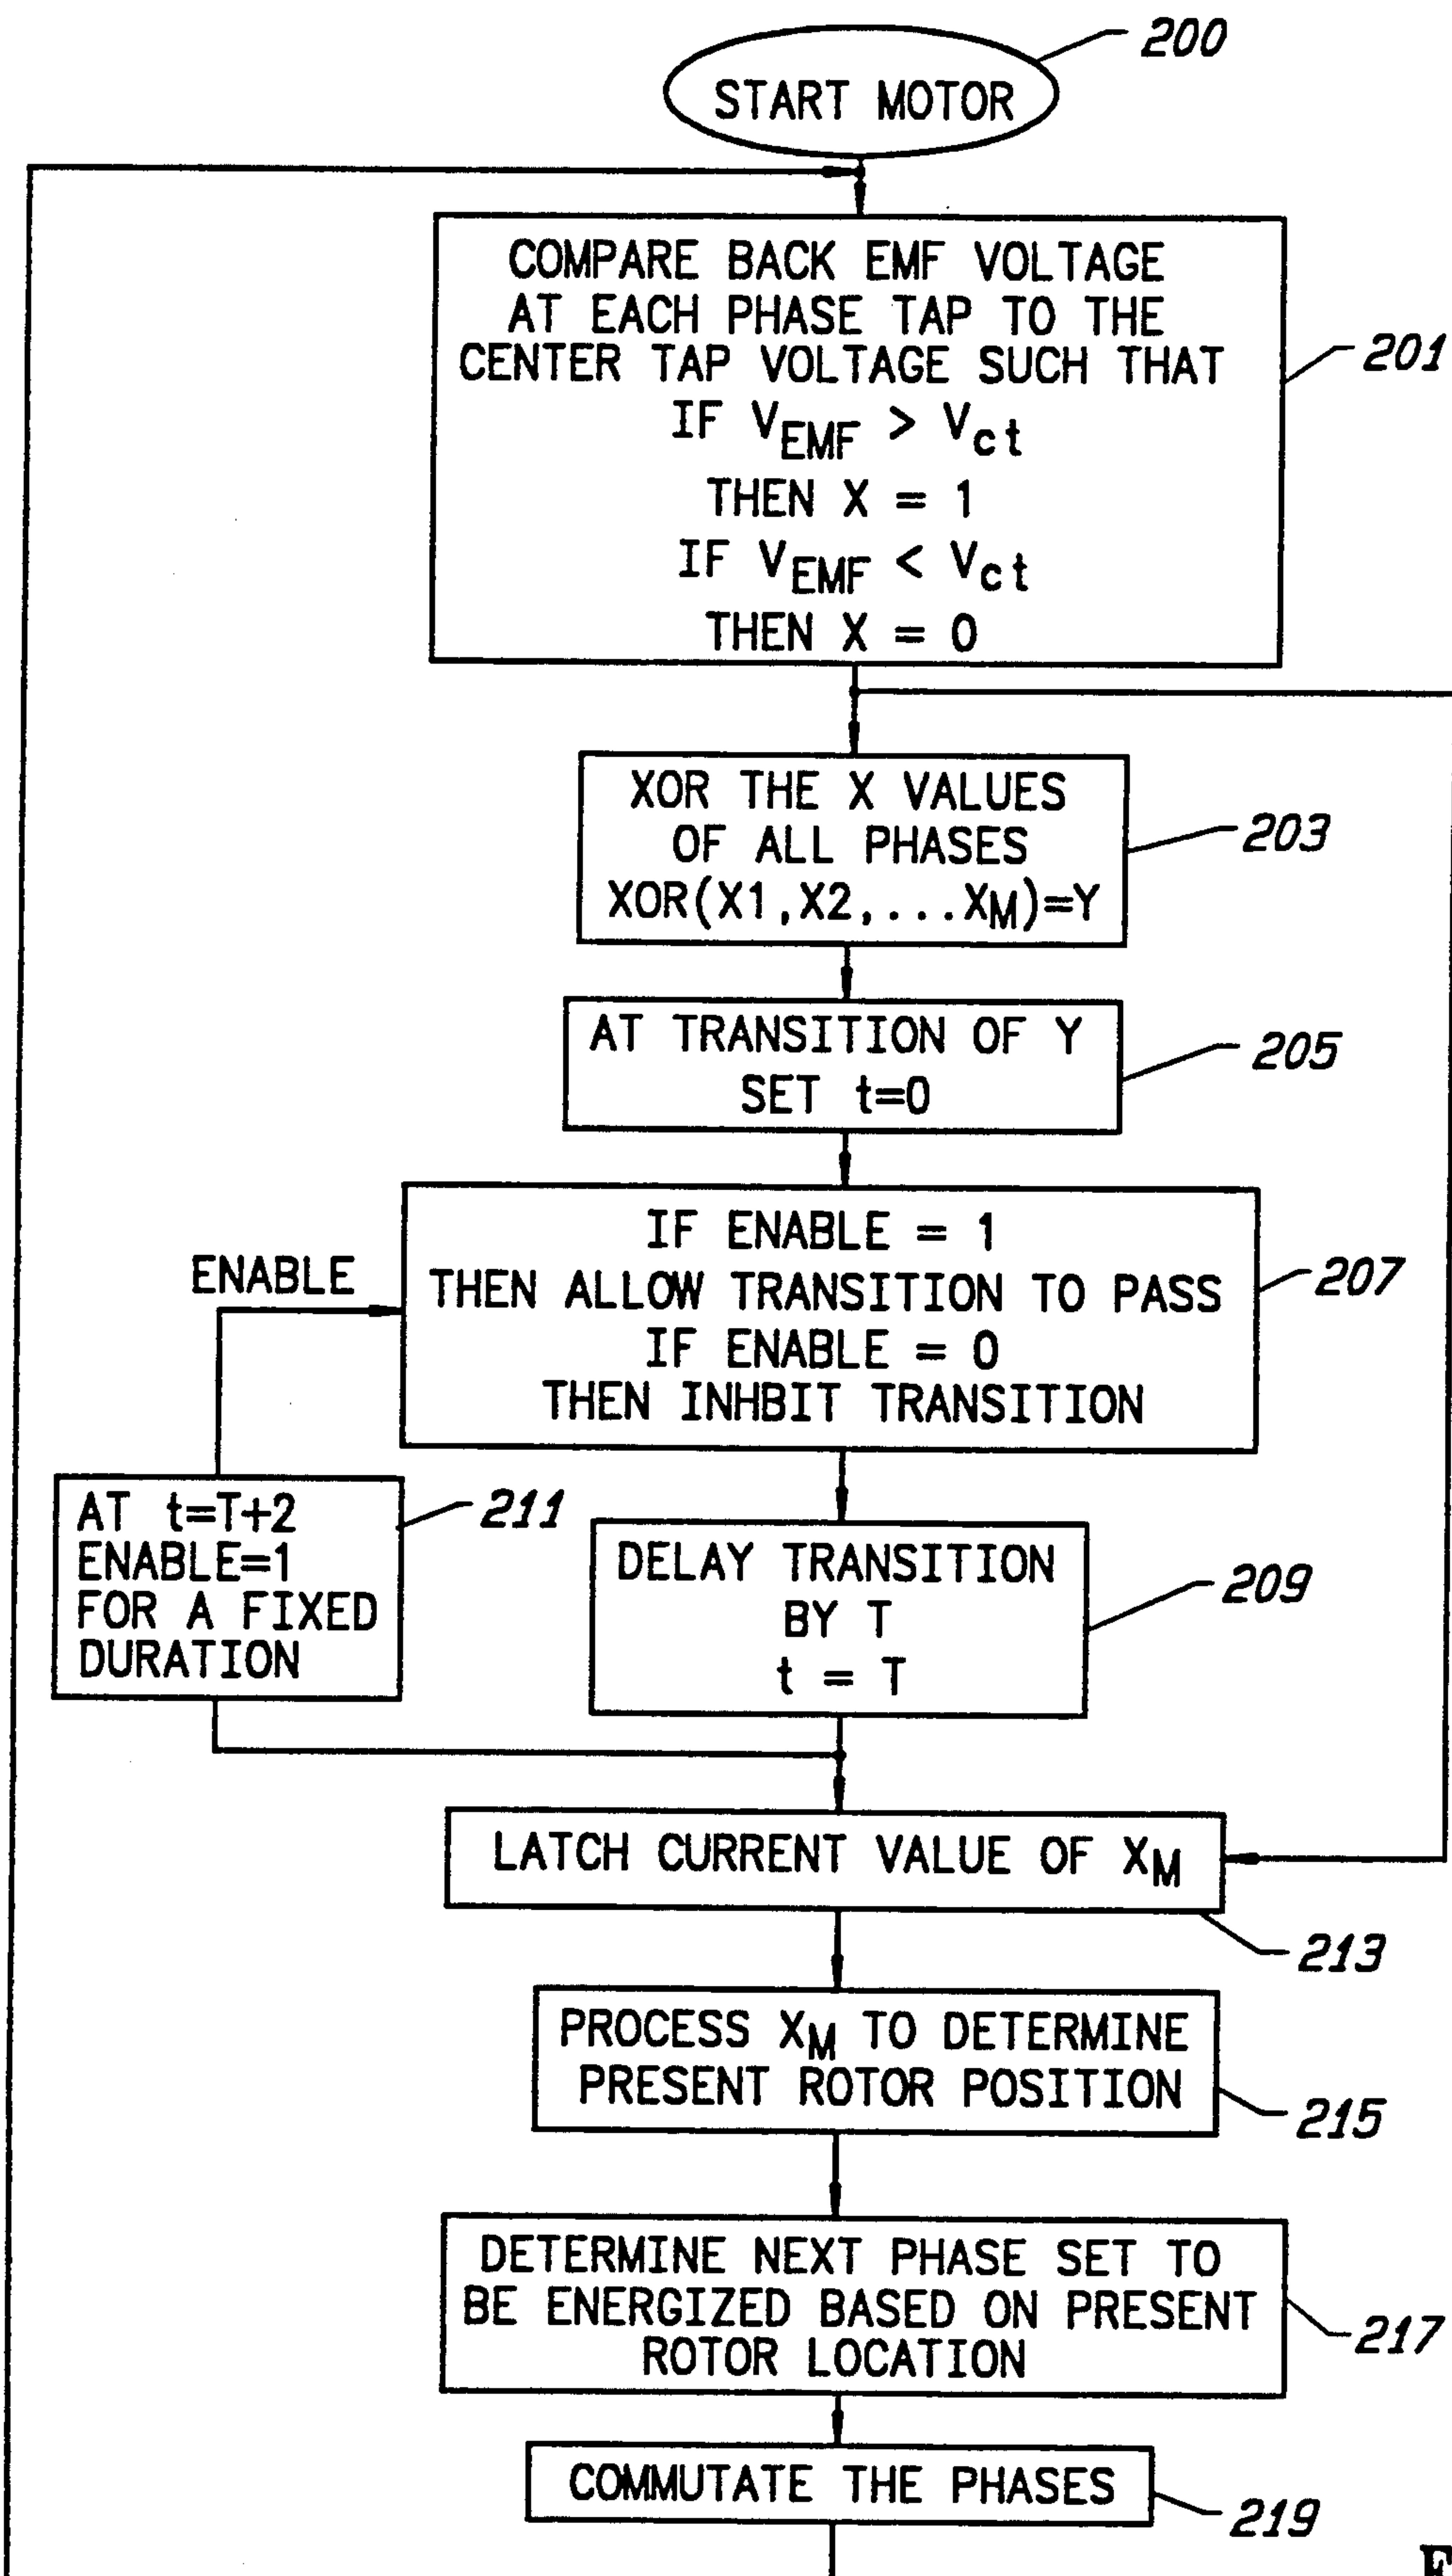 200
START MOTOR
COMPARE BACK EMF VOLTAGE
AT EACH PHASE TAP TO THE
CENTER TAP VOLTAGE SUCH THAT
IF VEMF > Vct
THEN X = 1
IF VEMF < Vct
THEN X = 0
201
XOR THE X VALUES
OF ALL PHASES
XOR(X1,X2,...XM)=Y
203
AT TRANSITION OF Y
SET t=0
205
IF ENABLE = 1
THEN ALLOW TRANSITION TO PASS
IF ENABLE = 0
THEN INHBIT TRANSITION
207
ENABLE
AT t=T+2
ENABLE=1
FOR A FIXED
DURATION
211
DELAY TRANSITION
BY T
t = T
209
LATCH CURRENT VALUE OF XM
213
PROCESS XM TO DETERMINE
PRESENT ROTOR POSITION
215
DETERMINE NEXT PHASE SET TO
BE ENERGIZED BASED ON PRESENT
ROTOR LOCATION
217
COMMUTATE THE PHASES
219